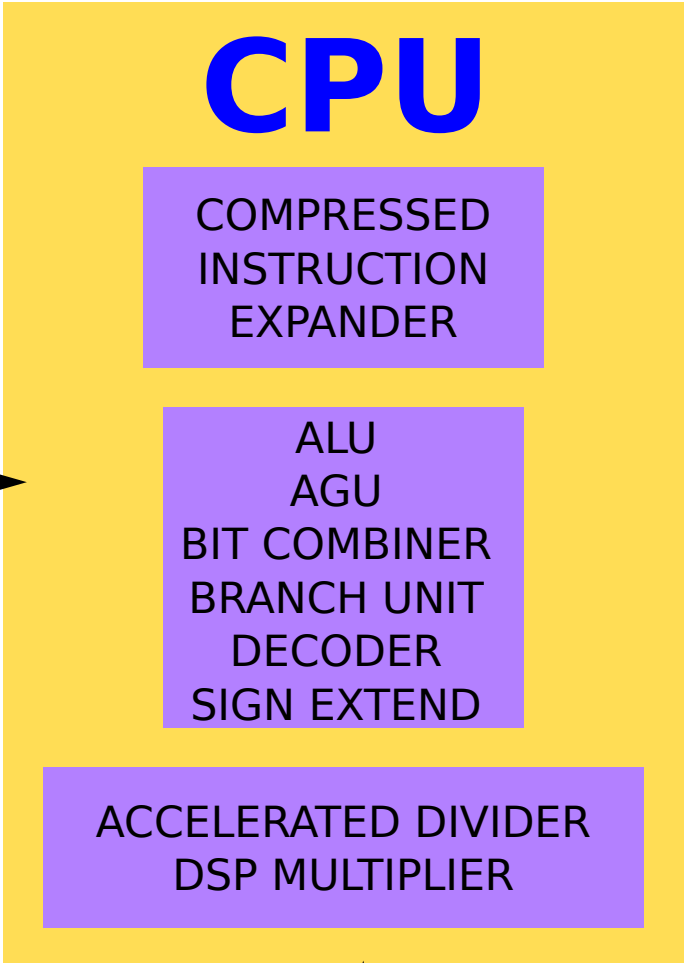 CPU
COMPRESSED
INSTRUCTION
EXPANDER
ALU
AGU
BIT COMBINER
BRANCH UNIT
DECODER
SIGN EXTEND
ACCELERATED DIVIDER
DSP MULTIPLIER